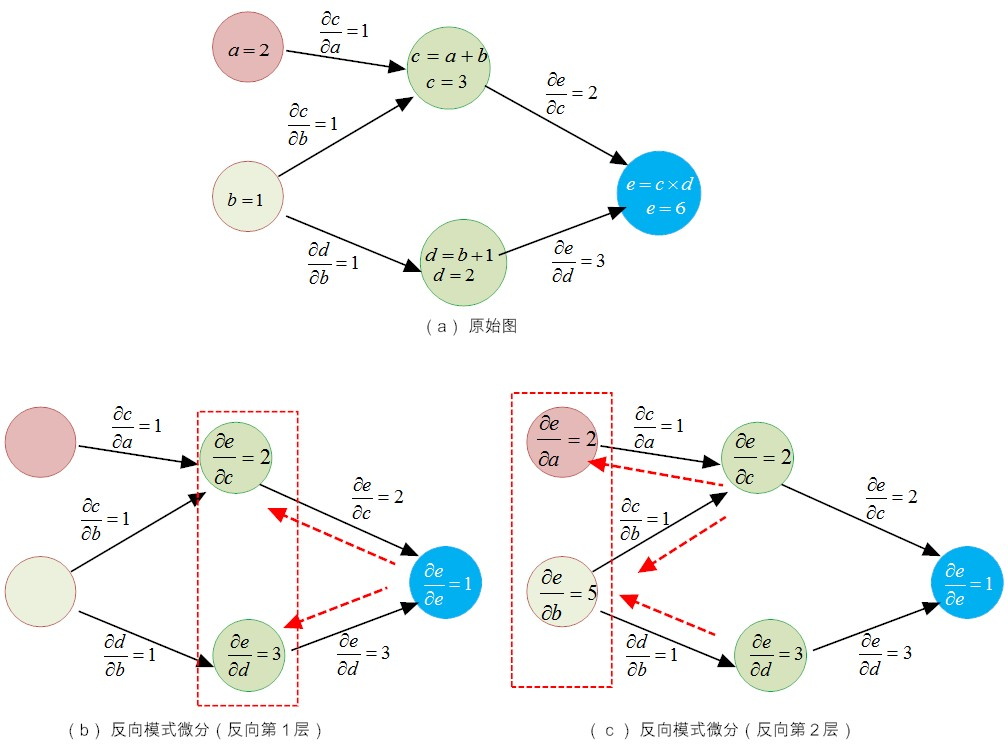 a = 2
∂c/∂a = 1
c = a + b
c = 3
∂e/∂c = 2
∂c/∂b = 1
b = 1
e = c × d
e = 6
∂d/∂b = 1
d = b + 1
d = 2
∂e/∂d = 3
（a）原始图
∂c/∂a = 1
∂e/∂c = 2
∂e/∂c = 2
∂c/∂b = 1
∂e/∂e = 1
∂d/∂b = 1
∂e/∂d = 3
∂e/∂d = 3
（b）反向模式微分（反向第1层）
∂e/∂a = 2
∂c/∂a = 1
∂e/∂c = 2
∂e/∂c = 2
∂c/∂b = 1
∂e/∂b = 5
∂e/∂e = 1
∂d/∂b = 1
∂e/∂d = 3
∂e/∂d = 3
（c）反向模式微分（反向第2层）